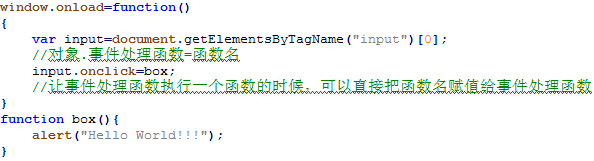 window.onload=function()
{
    var input=document.getElementsByTagName("input")[0];
    //对象.事件处理函数=函数名
    input.onclick=box;
    //让事件处理函数执行一个函数的时候，可以直接把函数名赋值给事件处理函数
}
function box(){
    alert("Hello World!!!");
}